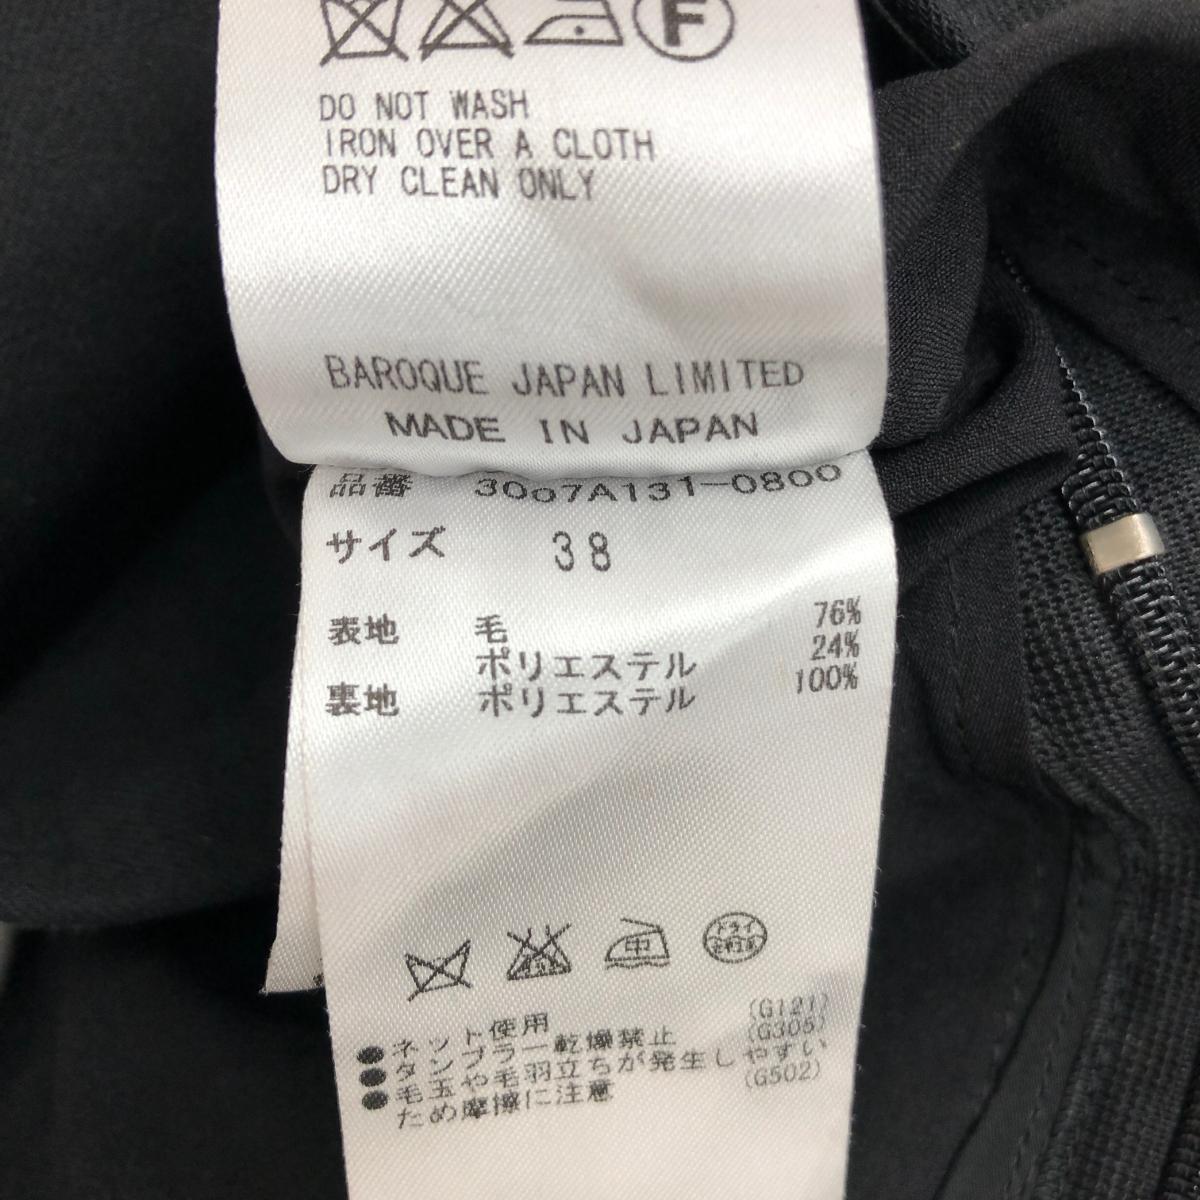 F
DO NOT WASH
IRON OVER A CLOTH
DRY CLEAN ONLY
BAROQUE JAPAN LIMITED
MADE IN JAPAN
品番 3007A131-0800
サイズ 38
表地 毛 76%
ポリエステル 24%
裏地 ポリエステル 100%
中 ドライ
●ネット使用 (G121)
●タンブラー乾燥禁止 (G305)
●毛玉や毛羽立ちが発生しやすい
ため摩擦に注意 (G502)